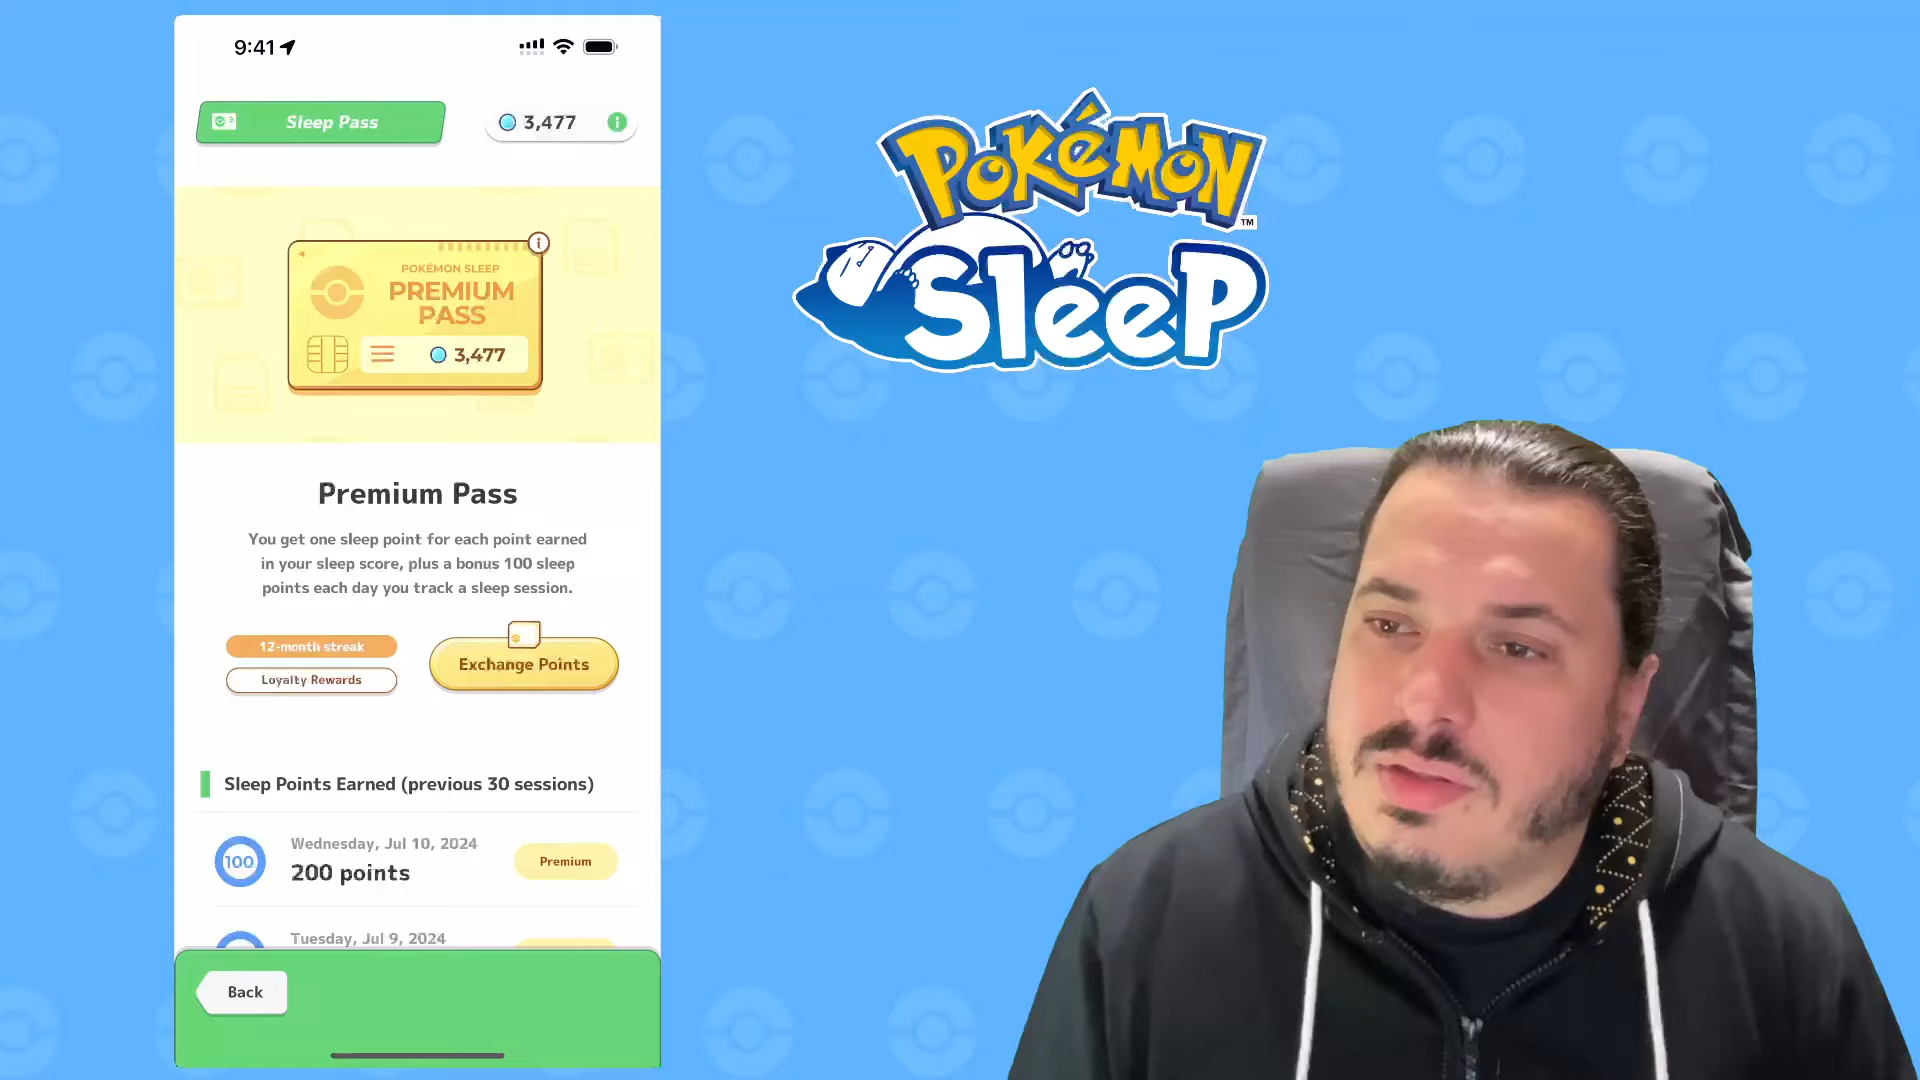 9:41
Sleep Pass
3,477
POKÉMON SLEEP
PREMIUM
PASS
3,477
Premium Pass
You get one sleep point for each point earned
in your sleep score, plus a bonus 100 sleep
points each day you track a sleep session.
12-month streak
Loyalty Rewards
Exchange Points
Sleep Points Earned (previous 30 sessions)
100
Wednesday, Jul 10, 2024
200 points
Premium
Tuesday, Jul 9, 2024
Back
POKéMON
TM
Sleep